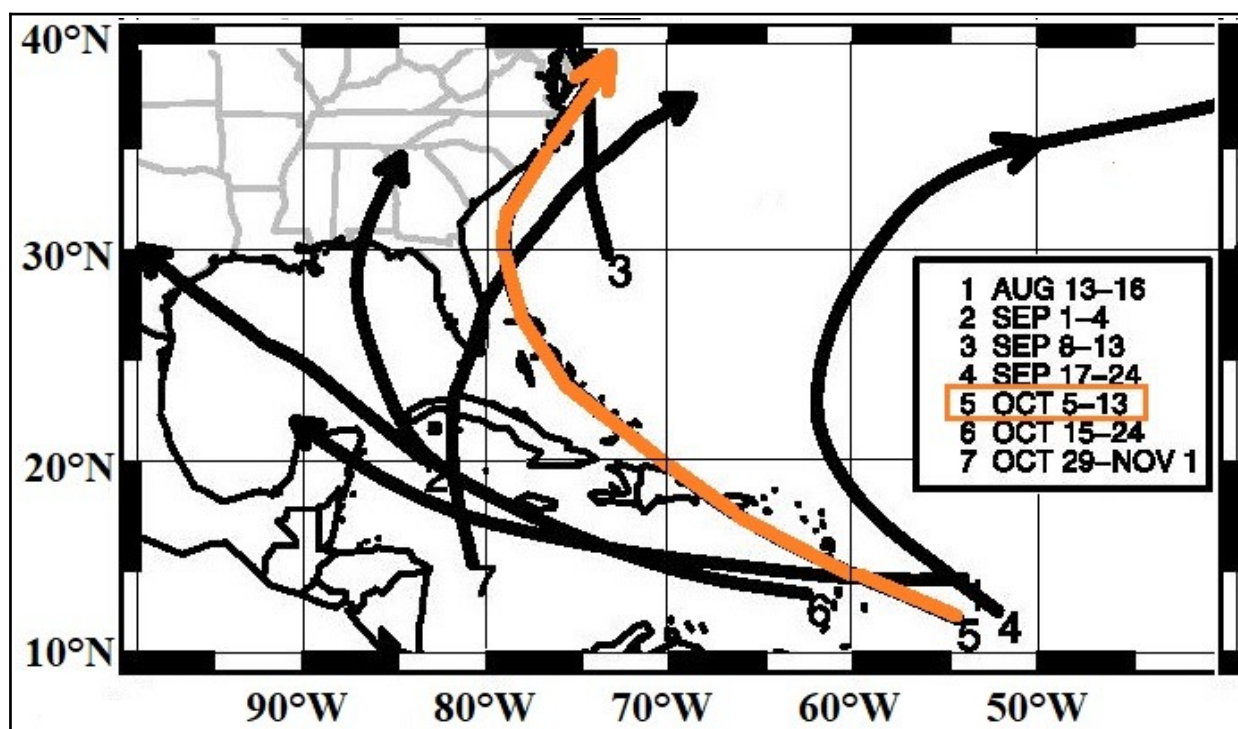 40°N
30°N
20°N
10°N
3
1 AUG 13–16
2 SEP 1–4
3 SEP 8–13
4 SEP 17–24
5 OCT 5–13
6 OCT 15–24
7 OCT 29–NOV 1
7
6
5
4
90°W 80°W 70°W 60°W 50°W